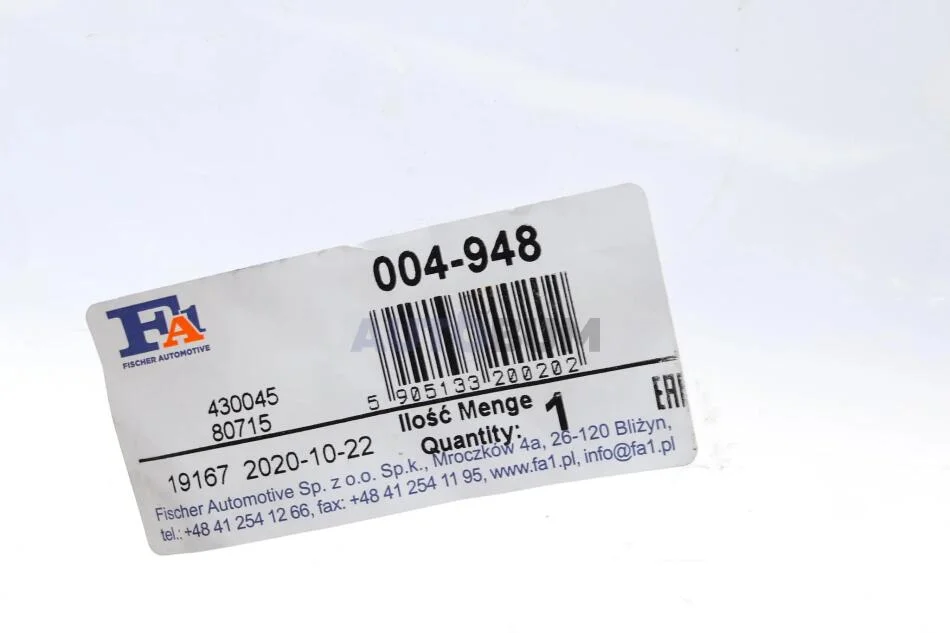 004-948
FA1
FISCHER AUTOMOTIVE
AUTOBUM
5 905133 200202
430045
80715
Ilość Menge
Quantity: 1
EAC
19167 2020-10-22
Fischer Automotive Sp. z o.o. Sp.k., Mroczków 4a, 26-120 Bliżyn,
tel.: +48 41 254 12 66, fax: +48 41 254 11 95, www.fa1.pl, info@fa1.pl